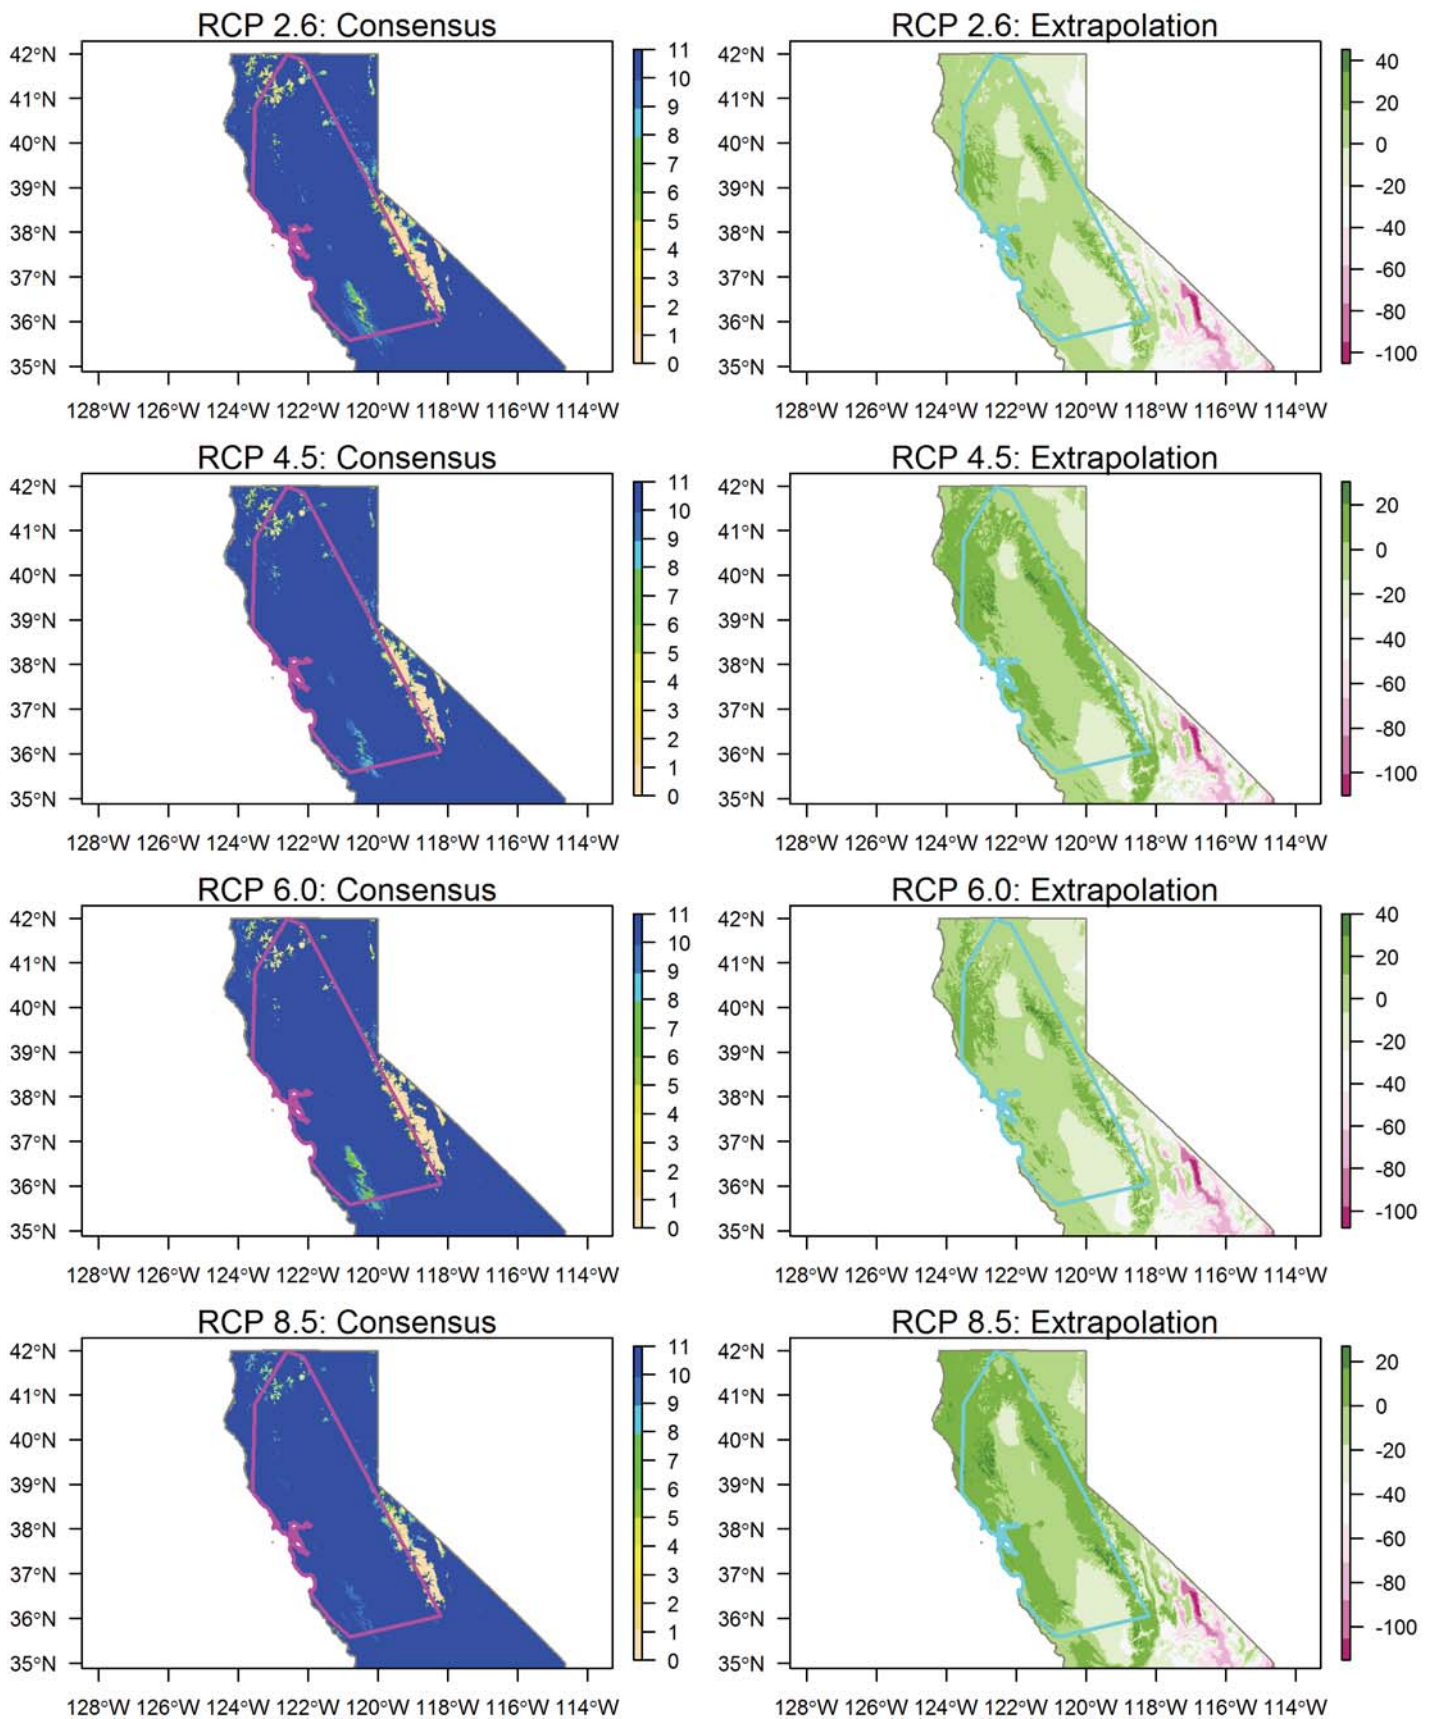 RCP 2.6: Consensus
42°N
41°N
40°N
39°N
38°N
37°N
36°N
35°N
128°W 126°W 124°W 122°W 120°W 118°W 116°W 114°W
11
10
9
8
7
6
5
4
3
2
1
0
RCP 2.6: Extrapolation
42°N
41°N
40°N
39°N
38°N
37°N
36°N
35°N
128°W 126°W 124°W 122°W 120°W 118°W 116°W 114°W
40
20
0
-20
-40
-60
-80
-100
RCP 4.5: Consensus
42°N
41°N
40°N
39°N
38°N
37°N
36°N
35°N
128°W 126°W 124°W 122°W 120°W 118°W 116°W 114°W
11
10
9
8
7
6
5
4
3
2
1
0
RCP 4.5: Extrapolation
42°N
41°N
40°N
39°N
38°N
37°N
36°N
35°N
128°W 126°W 124°W 122°W 120°W 118°W 116°W 114°W
20
0
-20
-40
-60
-80
-100
RCP 6.0: Consensus
42°N
41°N
40°N
39°N
38°N
37°N
36°N
35°N
128°W 126°W 124°W 122°W 120°W 118°W 116°W 114°W
11
10
9
8
7
6
5
4
3
2
1
0
RCP 6.0: Extrapolation
42°N
41°N
40°N
39°N
38°N
37°N
36°N
35°N
128°W 126°W 124°W 122°W 120°W 118°W 116°W 114°W
40
20
0
-20
-40
-60
-80
-100
RCP 8.5: Consensus
42°N
41°N
40°N
39°N
38°N
37°N
36°N
35°N
128°W 126°W 124°W 122°W 120°W 118°W 116°W 114°W
11
10
9
8
7
6
5
4
3
2
1
0
RCP 8.5: Extrapolation
42°N
41°N
40°N
39°N
38°N
37°N
36°N
35°N
128°W 126°W 124°W 122°W 120°W 118°W 116°W 114°W
20
0
-20
-40
-60
-80
-100